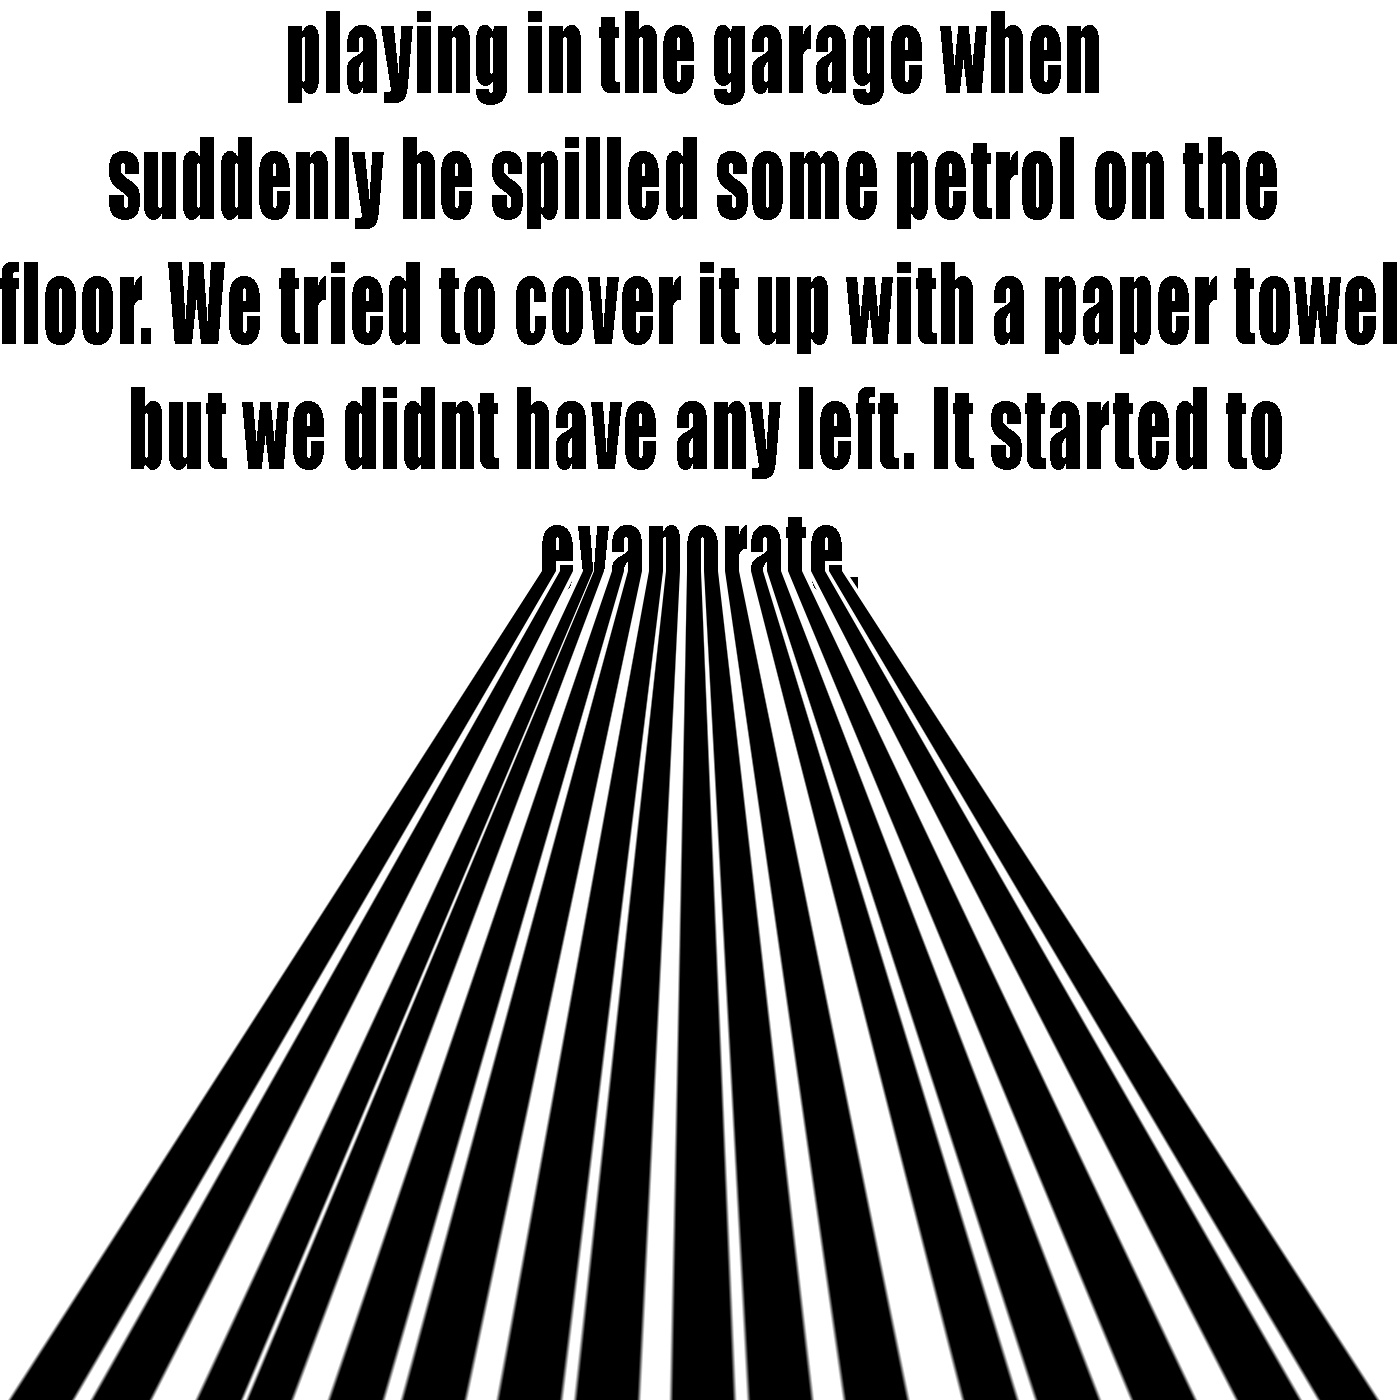 playing in the garage when
suddenly he spilled some petrol on the
floor. We tried to cover it up with a paper towel
but we didnt have any left. It started to
evaporate.